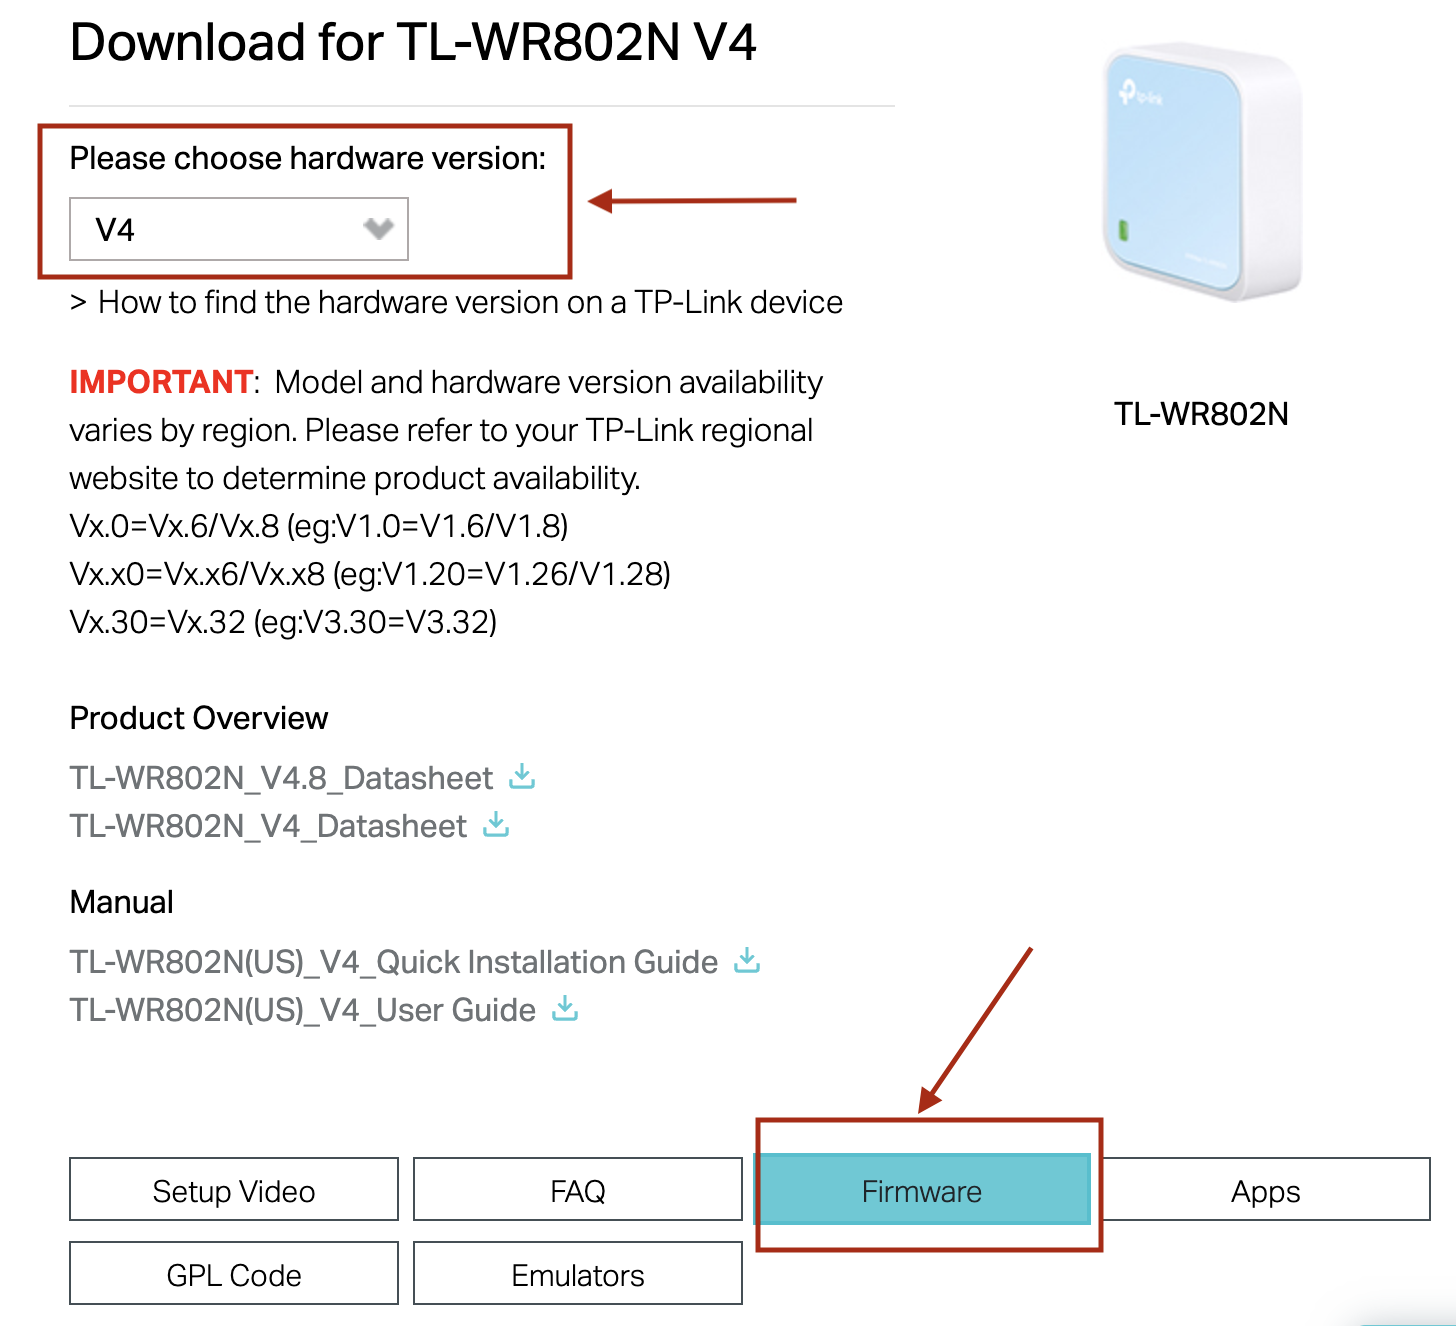 Download for TL-WR802N V4
tp-link
Please choose hardware version:
V4
> How to find the hardware version on a TP-Link device
IMPORTANT: Model and hardware version availability
varies by region. Please refer to your TP-Link regional
website to determine product availability.
Vx.0=Vx.6/Vx.8 (eg:V1.0=V1.6/V1.8)
Vx.x0=Vx.x6/Vx.x8 (eg:V1.20=V1.26/V1.28)
Vx.30=Vx.32 (eg:V3.30=V3.32)
TL-WR802N
Product Overview
TL-WR802N_V4.8_Datasheet
TL-WR802N_V4_Datasheet
Manual
TL-WR802N(US)_V4_Quick Installation Guide
TL-WR802N(US)_V4_User Guide
Setup Video
FAQ
Firmware
Apps
GPL Code
Emulators